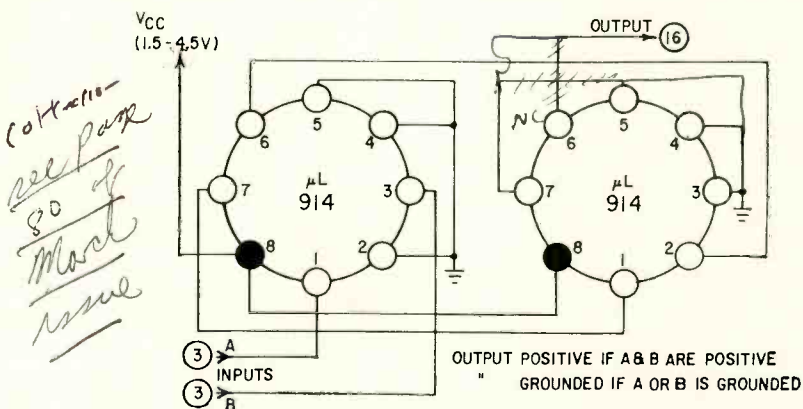 VCC
(1.5-4.5V)
OUTPUT 16
correction
see page
80 of
March
issue
NC
6 5 4
7 μL 3
914
8 1 2
6 5 4
7 μL 3
914
8 1 2
3 A
INPUTS
3 B
OUTPUT POSITIVE IF A & B ARE POSITIVE
" GROUNDED IF A OR B IS GROUNDED